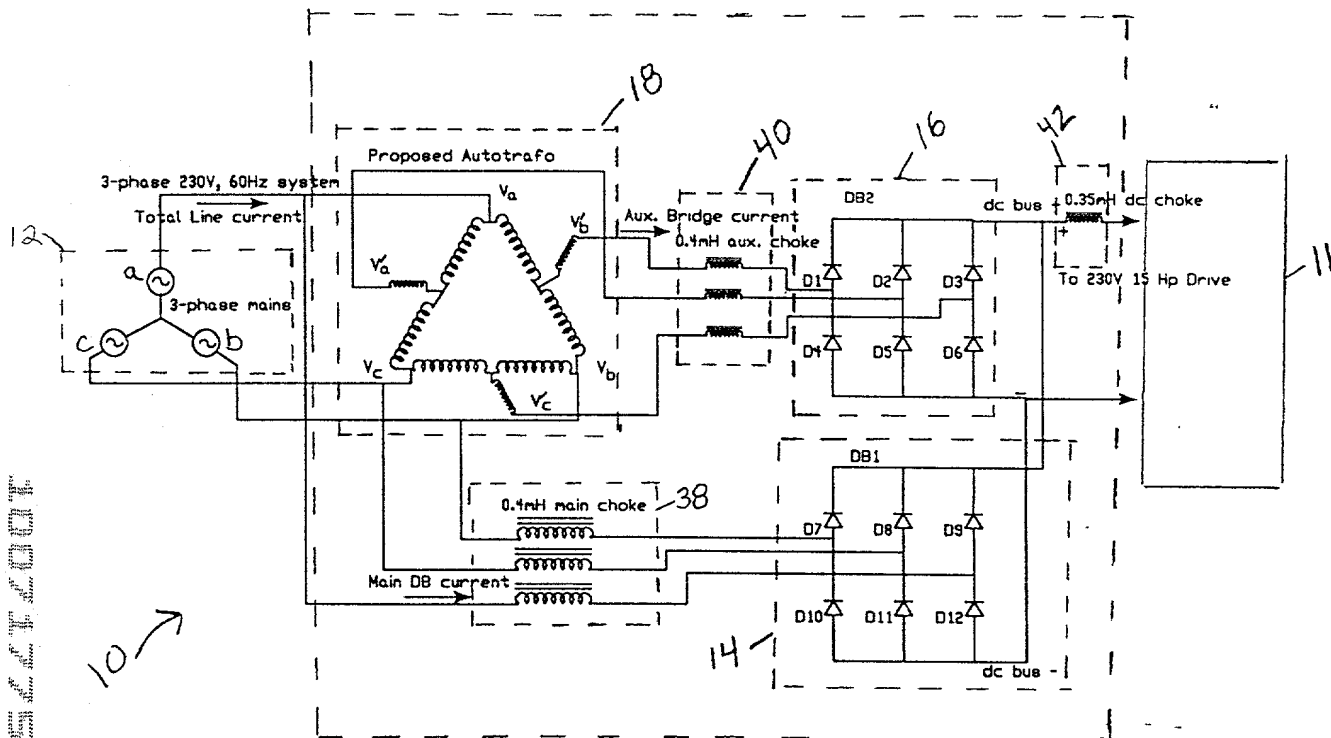 18
Proposed Autotrafo
3-phase 230V, 60Hz system
Total Line current
12
a
3-phase mains
c
b
Va
V'a
V'b
Vc
Vb
V'c
Aux. Bridge current
40
0.4mH aux. choke
16
DB2
dc bus +
D1
D2
D3
D4
D5
D6
-
42
0.35mH dc choke
+
To 230V 15 Hp Drive
11
0.4mH main choke
38
Main DB current
DB1
D7
D8
D9
D10
D11
D12
14
dc bus -
10